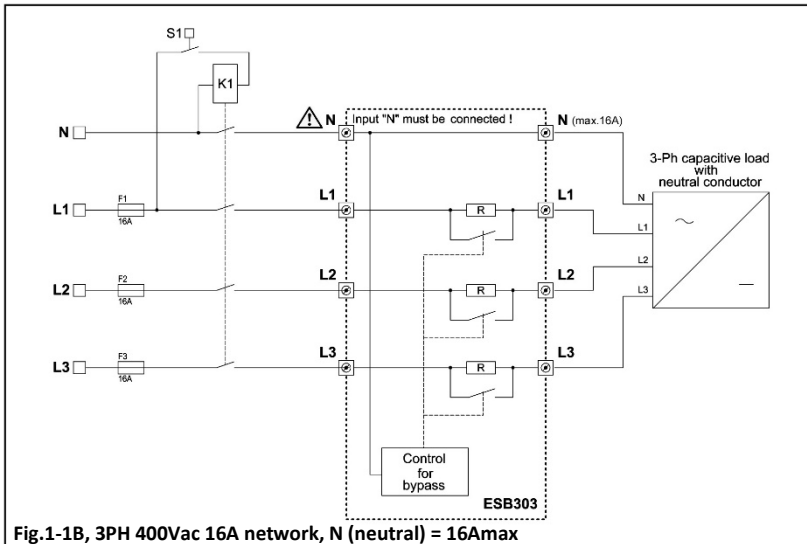 S1
K1
N
Input "N" must be connected !
N
N (max.16A)
3-Ph capacitive load
with
neutral conductor
L1
F1
16A
L1
R
L1
N
L1
L2
L3
L2
F2
16A
L2
R
L2
L3
F3
16A
L3
R
L3
Control
for
bypass
ESB303
Fig.1-1B, 3PH 400Vac 16A network, N (neutral) = 16Amax